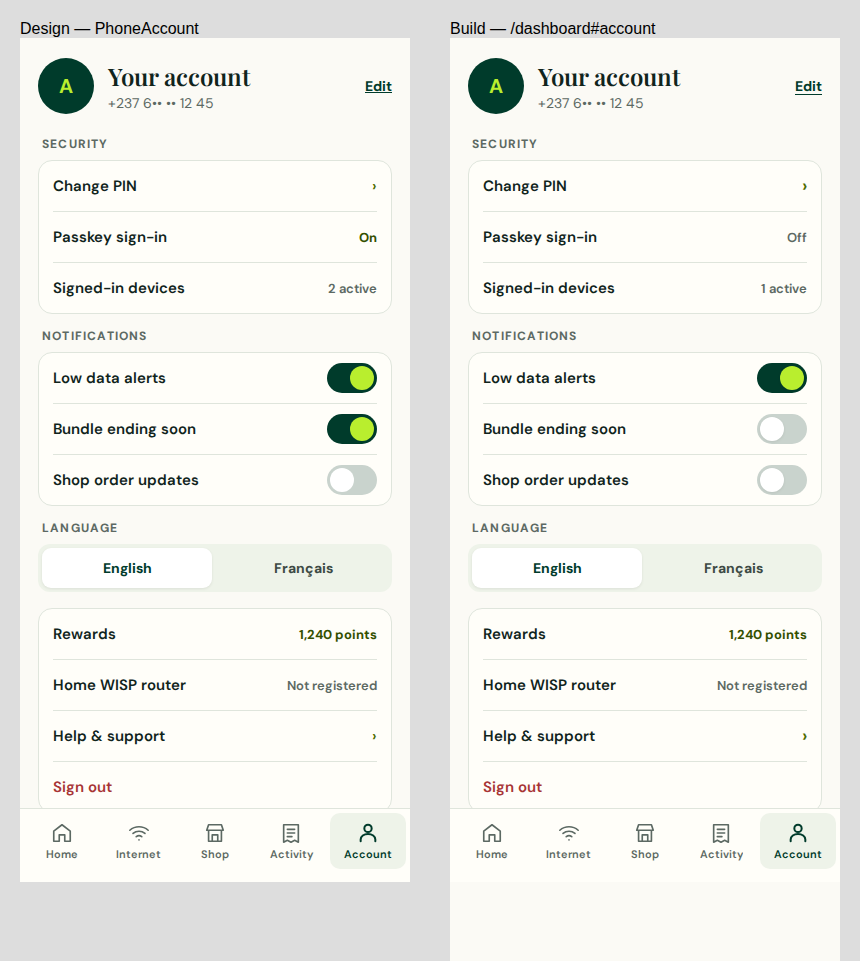 Design — PhoneAccount
A
Your account
+237 6•• •• 12 45
Edit
SECURITY
Change PIN ›
Passkey sign-in On
Signed-in devices 2 active
NOTIFICATIONS
Low data alerts
Bundle ending soon
Shop order updates
LANGUAGE
English Français
Rewards 1,240 points
Home WISP router Not registered
Help & support ›
Sign out
Home Internet Shop Activity Account
Build — /dashboard#account
A
Your account
+237 6•• •• 12 45
Edit
SECURITY
Change PIN ›
Passkey sign-in Off
Signed-in devices 1 active
NOTIFICATIONS
Low data alerts
Bundle ending soon
Shop order updates
LANGUAGE
English Français
Rewards 1,240 points
Home WISP router Not registered
Help & support ›
Sign out
Home Internet Shop Activity Account